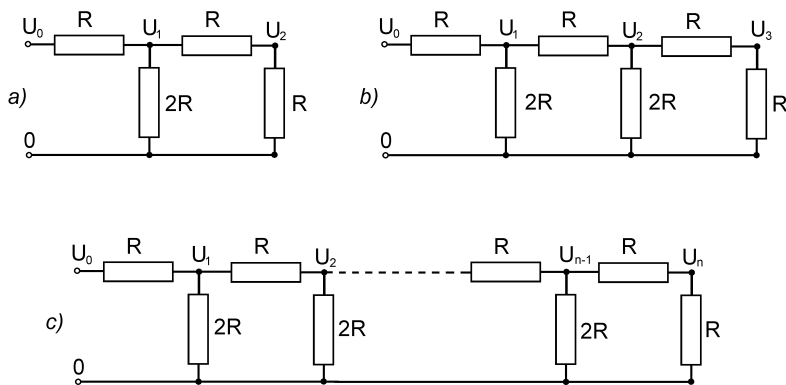 U0 R U1 R U2
a) 2R R
0
U0 R U1 R U2 R U3
b) 2R 2R R
0
U0 R U1 R U2 R Un-1 R Un
c) 2R 2R 2R R
0